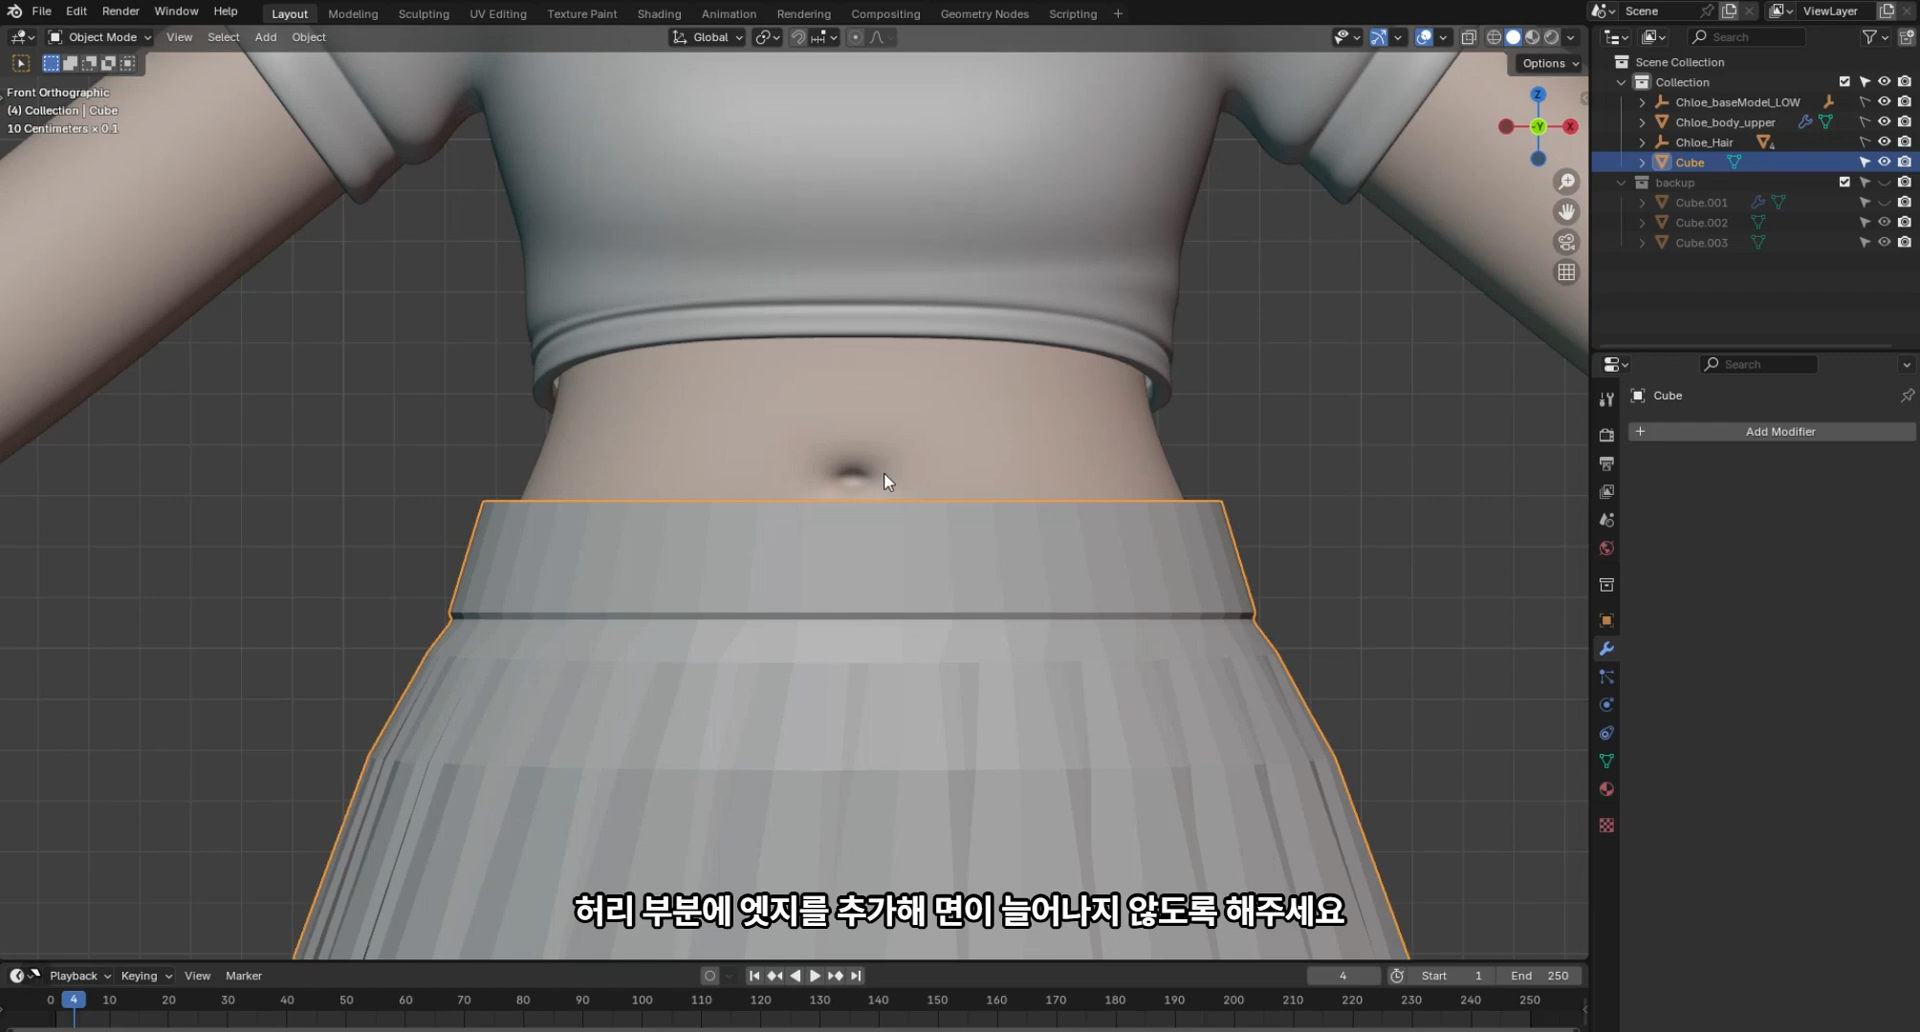 File Edit Render Window Help Layout Modeling Sculpting UV Editing Texture Paint Shading Animation Rendering Compositing Geometry Nodes Scripting + Scene ViewLayer
Object Mode View Select Add Object Global Search
Options
Front Orthographic
(4) Collection | Cube
10 Centimeters × 0.1
Z
Y
X
Scene Collection
Collection
Chloe_baseModel_LOW
Chloe_body_upper
Chloe_Hair 4
Cube
backup
Cube.001
Cube.002
Cube.003
Search
Cube
+ Add Modifier
허리 부분에 엣지를 추가해 면이 늘어나지 않도록 해주세요
Playback Keying View Marker 4 Start 1 End 250
0 4 10 20 30 40 50 60 70 80 90 100 110 120 130 140 150 160 170 180 190 200 210 220 230 240 250